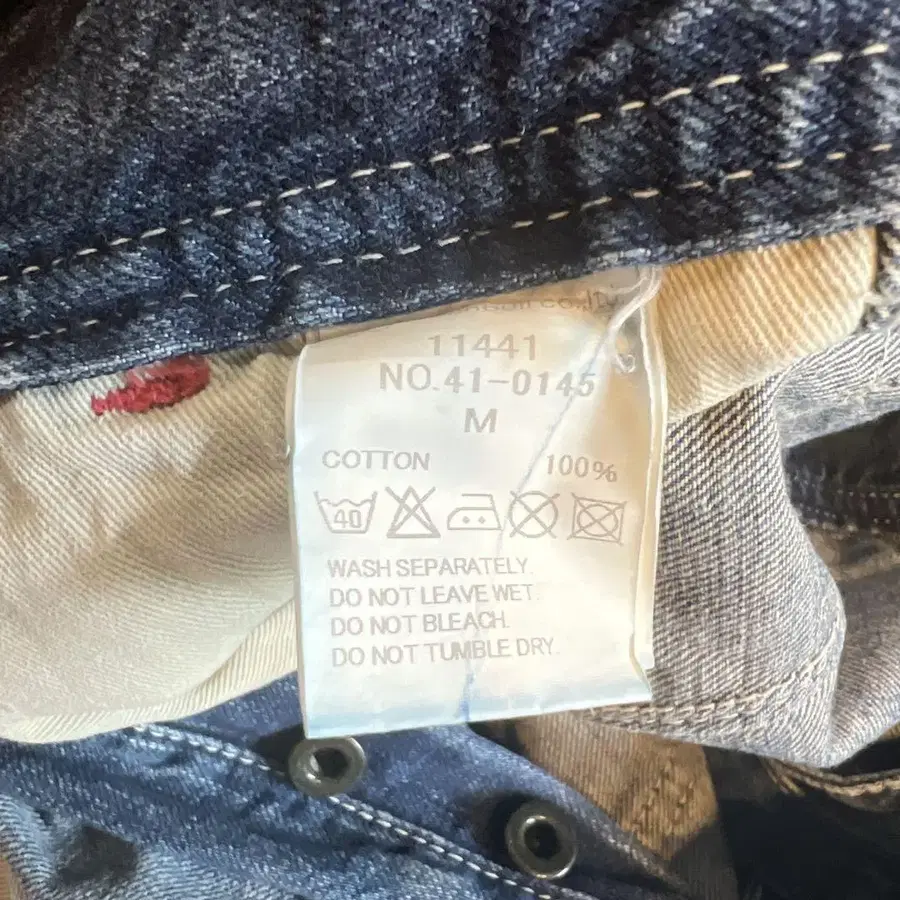 11441
NO.41-0145
M
COTTON 100%
40
WASH SEPARATELY.
DO NOT LEAVE WET.
DO NOT BLEACH.
DO NOT TUMBLE DRY.